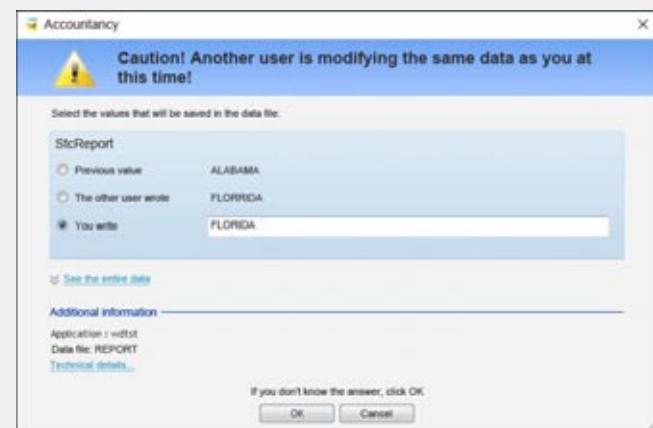 Accountancy
Caution! Another user is modifying the same data as you at
this time!
Select the values that will be saved in the data file:
StcReport
Previous value ALABAMA
The other user wrote FLORRIDA
You write FLORIDA
See the entire data
Additional information
Application : wdtst
Data file: REPORT
Technical details...
If you don't know the answer, click OK
OK Cancel